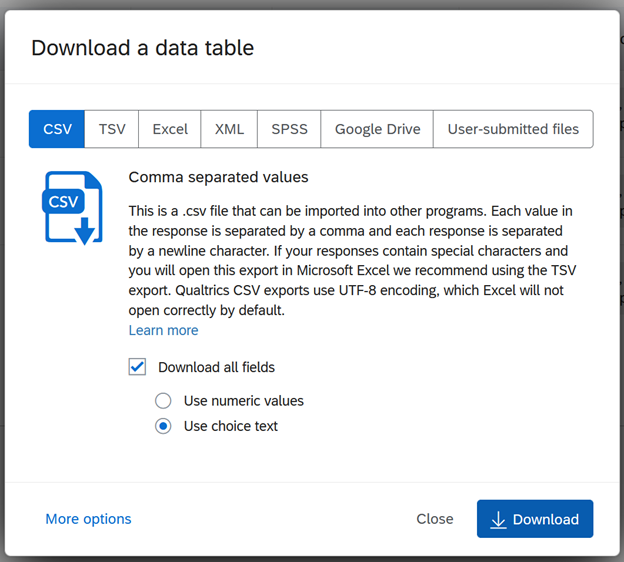 Download a data table
CSV
TSV
Excel
XML
SPSS
Google Drive
User-submitted files
CSV
Comma separated values
This is a .csv file that can be imported into other programs. Each value in
the response is separated by a comma and each response is separated
by a newline character. If your responses contain special characters and
you will open this export in Microsoft Excel we recommend using the TSV
export. Qualtrics CSV exports use UTF-8 encoding, which Excel will not
open correctly by default.
Learn more
Download all fields
Use numeric values
Use choice text
More options
Close
Download